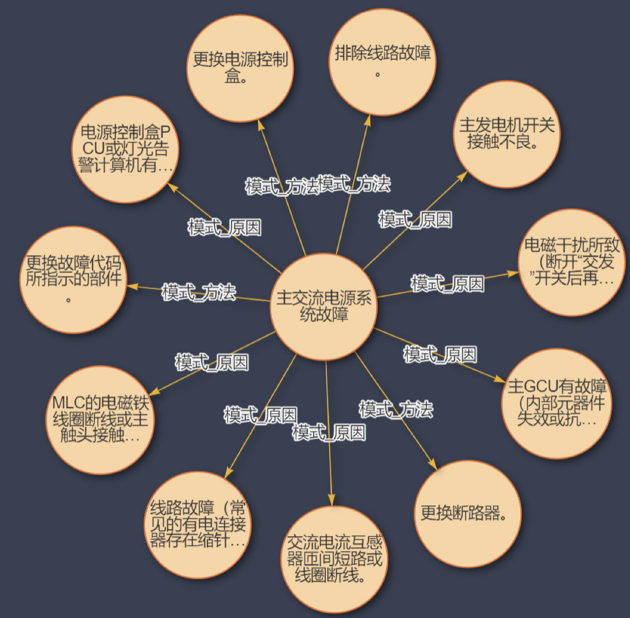 更换电源控制
盒。
排除线路故障
。
电源控制盒P
CU或灯光告
警计算机有...
主发电机开关
接触不良。
模式_方法
模式_方法
模式_原因
模式_原因
更换故障代码
所指示的部件
。
模式_方法
主交流电源系
统故障
模式_原因
电磁干扰所致
（断开“交发
”开关后再...
模式_原因
模式_原因
MLC的电磁铁
线圈断线或主
触头接触...
主GCU有故障
（内部元器件
失效或抗...
模式_原因
模式_原因
模式_方法
线路故障（常
见的有电连接
器存在缩针...
交流电流互感
器匝间短路或
线圈断线。
更换断路器。